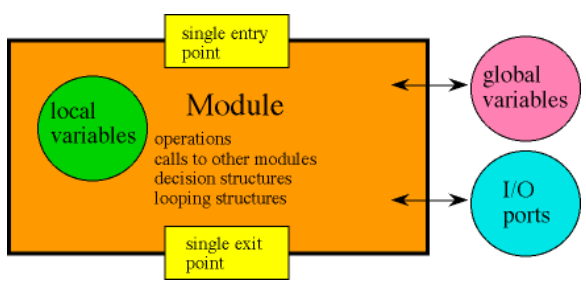 single entry
point
local
variables
Module
operations
calls to other modules
decision structures
looping structures
single exit
point
global
variables
I/O
ports